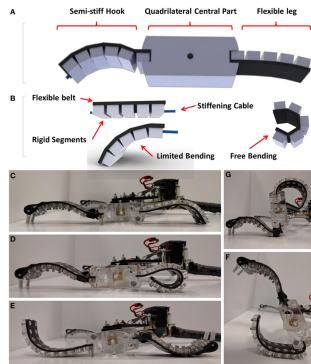 A
Semi-stiff Hook
Quadrilateral Central Part
Flexible leg
B
Flexible belt
Stiffening Cable
Rigid Segments
Limited Bending
Free Bending
C
G
D
F
E